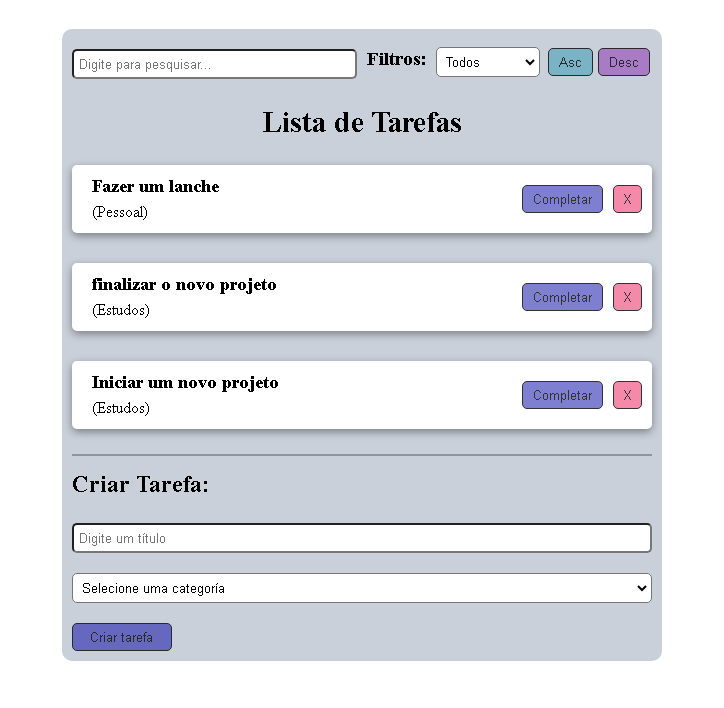 Digite para pesquisar... Filtros: Todos Asc Desc
Lista de Tarefas
Fazer um lanche
(Pessoal)
Completar X
finalizar o novo projeto
(Estudos)
Completar X
Iniciar um novo projeto
(Estudos)
Completar X
Criar Tarefa:
Digite um título
Selecione uma categoría
Criar tarefa